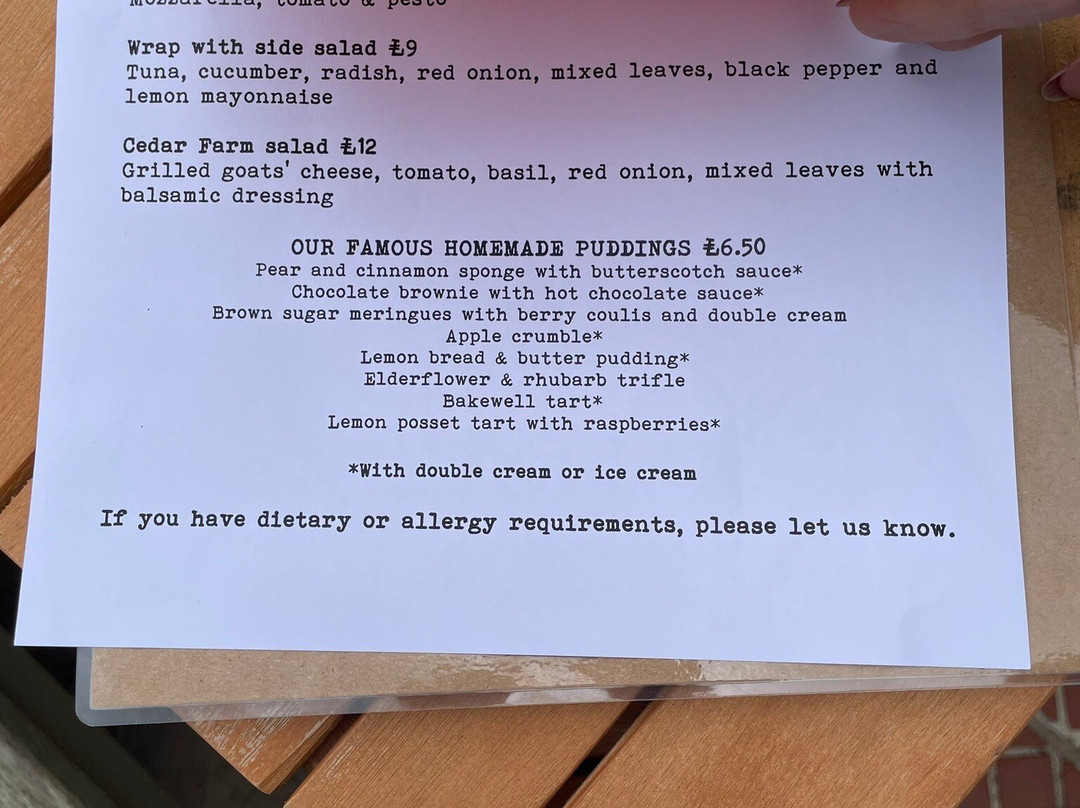 Mozzarella, tomato & pesto
Wrap with side salad £9
Tuna, cucumber, radish, red onion, mixed leaves, black pepper and
lemon mayonnaise
Cedar Farm salad £12
Grilled goats' cheese, tomato, basil, red onion, mixed leaves with
balsamic dressing
OUR FAMOUS HOMEMADE PUDDINGS £6.50
Pear and cinnamon sponge with butterscotch sauce*
Chocolate brownie with hot chocolate sauce*
Brown sugar meringues with berry coulis and double cream
Apple crumble*
Lemon bread & butter pudding*
Elderflower & rhubarb trifle
Bakewell tart*
Lemon posset tart with raspberries*
*With double cream or ice cream
If you have dietary or allergy requirements, please let us know.